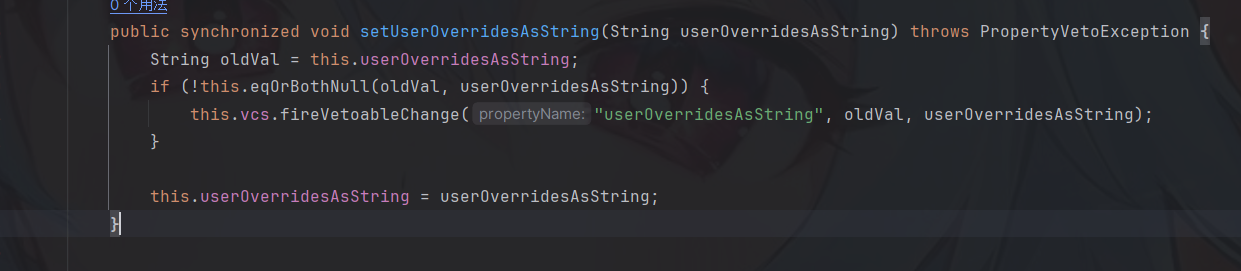 0 个用法
public synchronized void setUserOverridesAsString(String userOverridesAsString) throws PropertyVetoException {
    String oldVal = this.userOverridesAsString;
    if (!this.eqOrBothNull(oldVal, userOverridesAsString)) {
        this.vcs.fireVetoableChange( propertyName: "userOverridesAsString", oldVal, userOverridesAsString);
    }
    this.userOverridesAsString = userOverridesAsString;
}